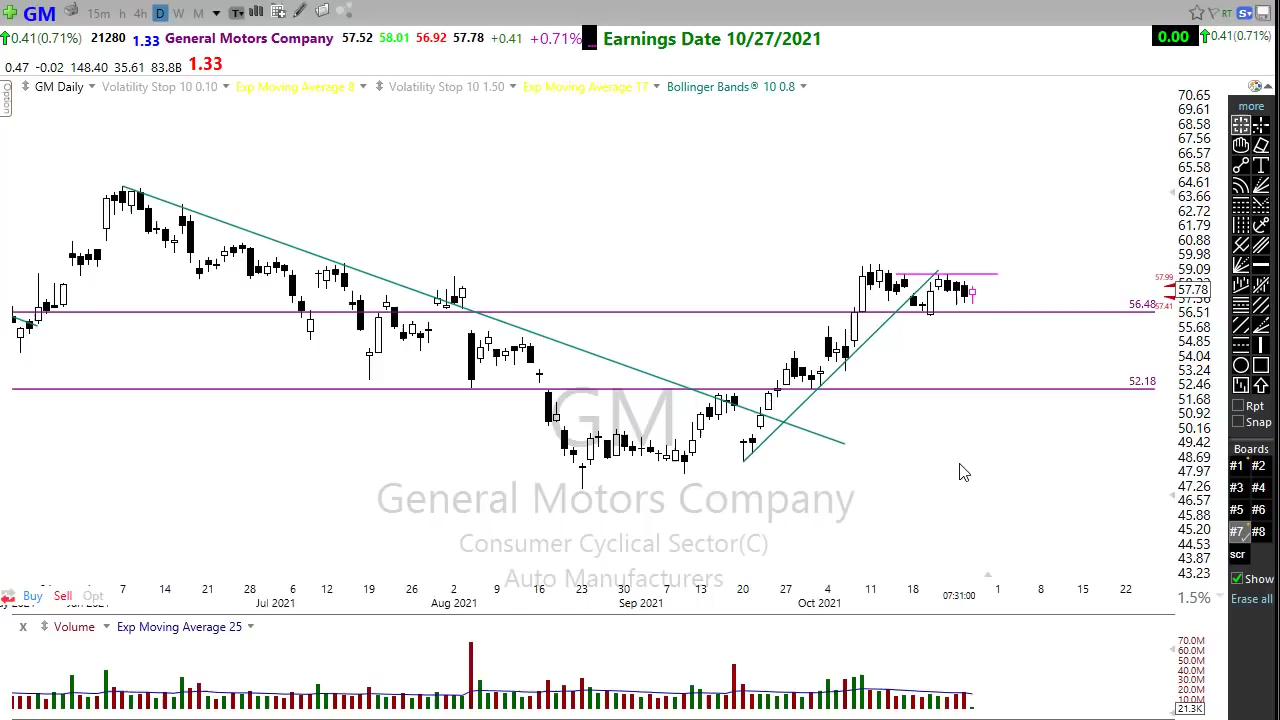 GM 15m h 4h D W M T RT S
0.41(0.71%) 21280 1.33 General Motors Company 57.52 58.01 56.92 57.78 +0.41 +0.71% Earnings Date 10/27/2021 0.00 0.41(0.71%)
0.47 -0.02 148.40 35.61 83.8B 1.33
GM Daily Volatility Stop 10 0.10 Exp Moving Average 8 Volatility Stop 10 1.50 Exp Moving Average 17 Bollinger Bands® 10 0.8
Option
70.65
69.61
68.58
67.56
66.57
65.58
64.61
63.66
62.72
61.79
60.88
59.98
59.09
57.99
57.78
57.41
56.48
56.51
55.68
54.85
54.04
53.24
52.18
52.46
51.68
50.92
50.16
49.42
48.69
47.97
47.26
46.57
45.88
45.20
44.53
43.87
43.23
GM
General Motors Company
Consumer Cyclical Sector(C)
Auto Manufacturers
more
T
Rpt
Snap
Boards
#1 #2
#3 #4
#5 #6
#7 #8
scr
Show
Erase all
Buy Sell Opt
7 14 21 28 6 12 19 26 2 9 16 23 30 7 13 20 27 4 11 18 07:31:00 1 8 15 22
Jul 2021 Aug 2021 Sep 2021 Oct 2021
1.5%
X Volume Exp Moving Average 25
70.0M
60.0M
50.0M
40.0M
30.0M
20.0M
10.0M
21.3K